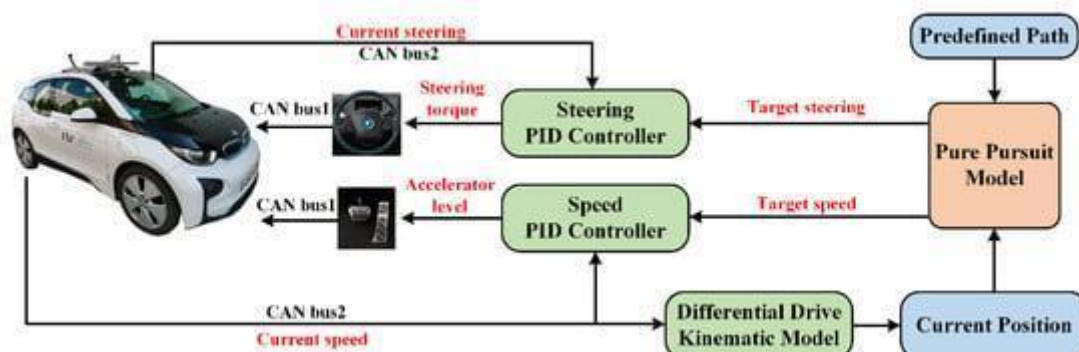 Current steering
CAN bus2
Predefined Path
CAN bus1
Steering
torque
Steering
PID Controller
Target steering
Pure Pursuit
Model
CAN bus1
Accelerator
level
Speed
PID Controller
Target speed
CAN bus2
Current speed
Differential Drive
Kinematic Model
Current Position